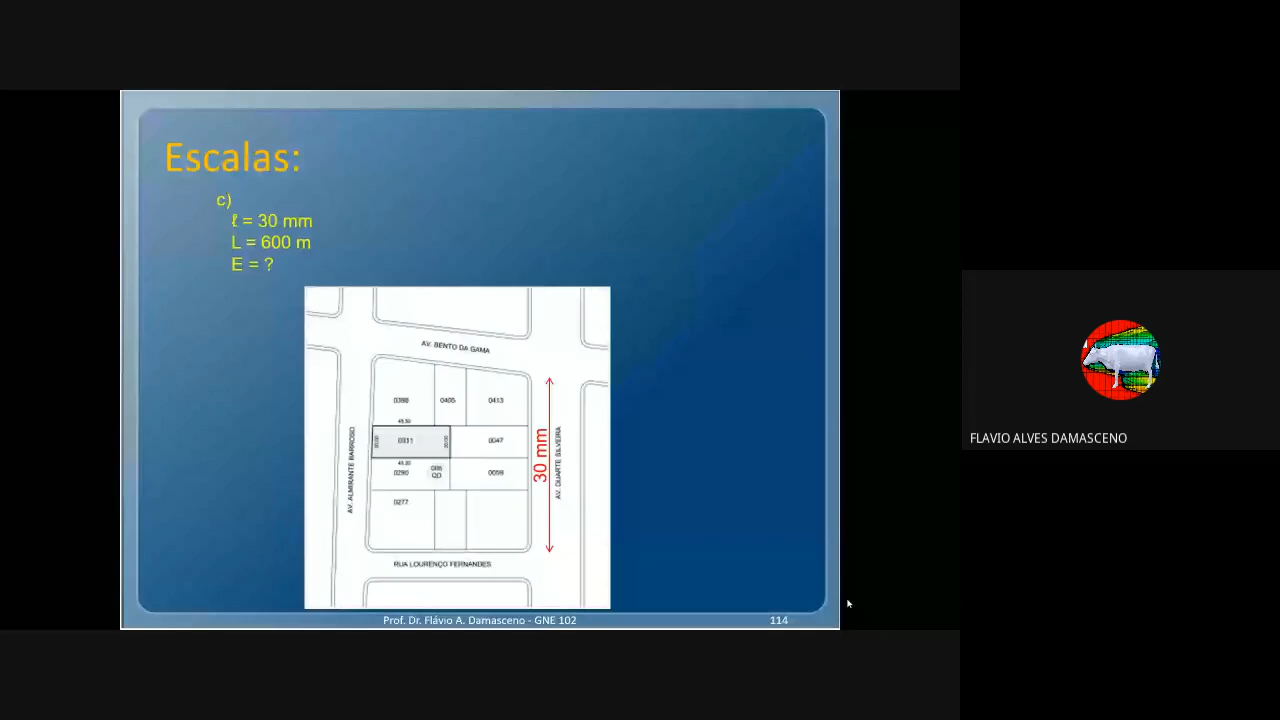 Escalas:
c)
ℓ = 30 mm
L = 600 m
E = ?
AV. BENTO DA GAMA
0398
0405
0413
AV. ALMIRANTE BARROSO
0311
0047
0290
0059
0277
30 mm
AV. DUARTE SILVEIRA
RUA LOURENÇO FERNANDES
Prof. Dr. Flávio A. Damasceno - GNE 102
114
FLAVIO ALVES DAMASCENO